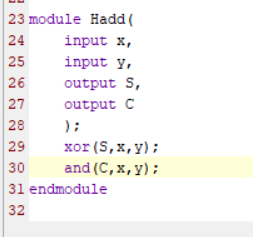 23 module Hadd(
24     input x,
25     input y,
26     output S,
27     output C
28     );
29     xor(S,x,y);
30     and(C,x,y);
31 endmodule
32